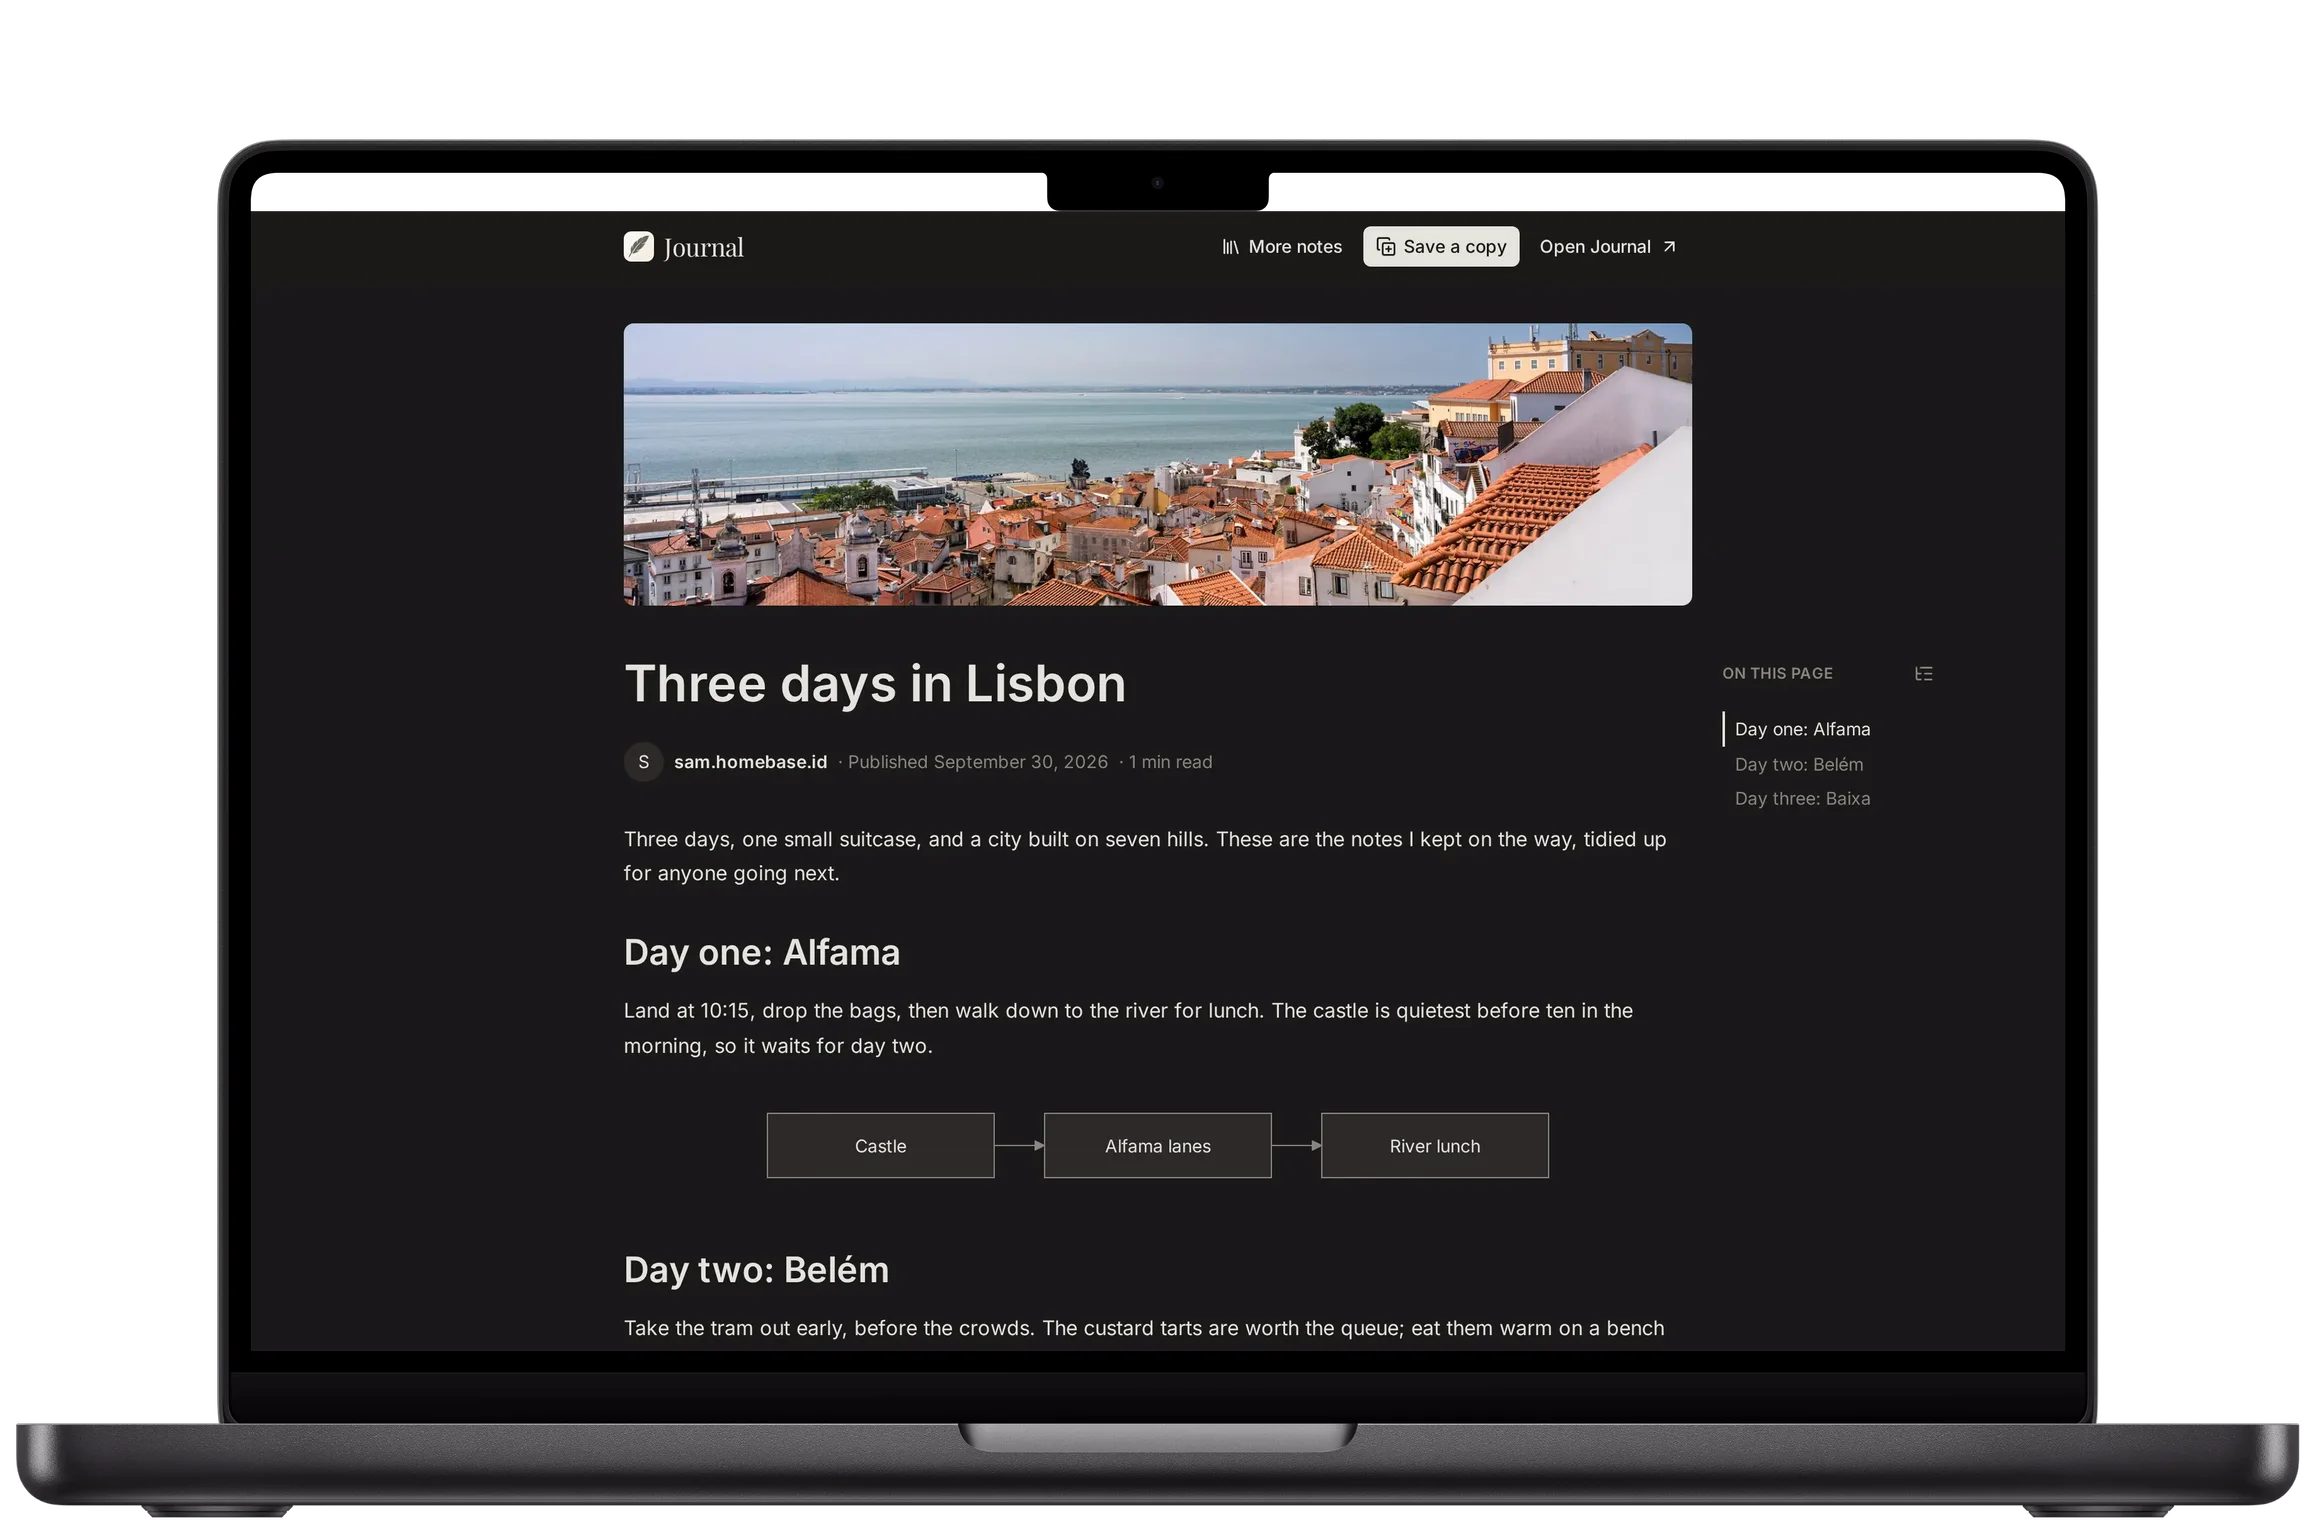 Journal
More notes
Save a copy
Open Journal
Three days in Lisbon
ON THIS PAGE
Day one: Alfama
Day two: Belém
Day three: Baixa
S
sam.homebase.id · Published September 30, 2026 · 1 min read
Three days, one small suitcase, and a city built on seven hills. These are the notes I kept on the way, tidied up
for anyone going next.
Day one: Alfama
Land at 10:15, drop the bags, then walk down to the river for lunch. The castle is quietest before ten in the
morning, so it waits for day two.
Castle
Alfama lanes
River lunch
Day two: Belém
Take the tram out early, before the crowds. The custard tarts are worth the queue; eat them warm on a bench